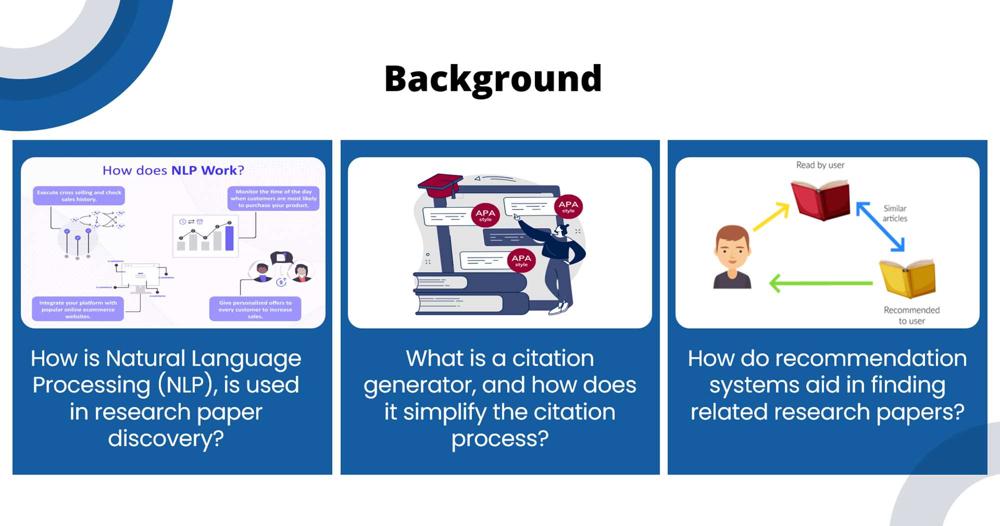 Background
How does NLP Work?
Execute cross selling and check
sales history.
Monitor the time of the day
when customers are most likely
to purchase your product.
e-commerce
e-commerce
e-commerce
e-commerce
Integrate your platform with
popular online ecommerce
websites.
Give personalized offers to
every customer to increase
sales.
How is Natural Language
Processing (NLP), is used
in research paper
discovery?
APA
style
APA
style
APA
style
What is a citation
generator, and how does
it simplify the citation
process?
Read by user
Similar
articles
Recommended
to user
How do recommendation
systems aid in finding
related research papers?